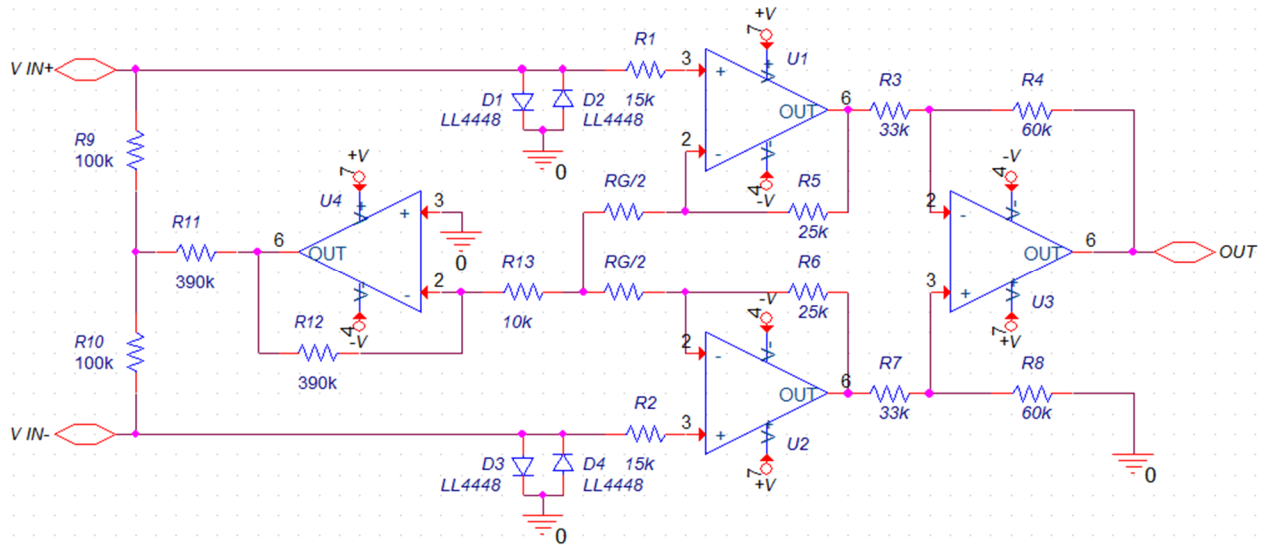 +V
R1
7
U1
V IN+
3
+
V+
R3
R4
D1
D2
15k
OUT
6
LL4448
LL4448
33k
60k
2
-
V-
R9
100k
+V
7
0
4
-V
R5
-V
4
U4
V+
+
3
RG/2
25k
2
-
V-
R11
6
OUT
0
R13
RG/2
R6
OUT
6
OUT
390k
V-
-
2
-V
25k
3
+
V+
U3
R12
4
-V
10k
4
7
+V
R10
100k
390k
2
-
V-
R7
R8
OUT
6
R2
33k
60k
V IN-
3
+
V+
U2
D3
D4
15k
7
+V
0
LL4448
LL4448
0